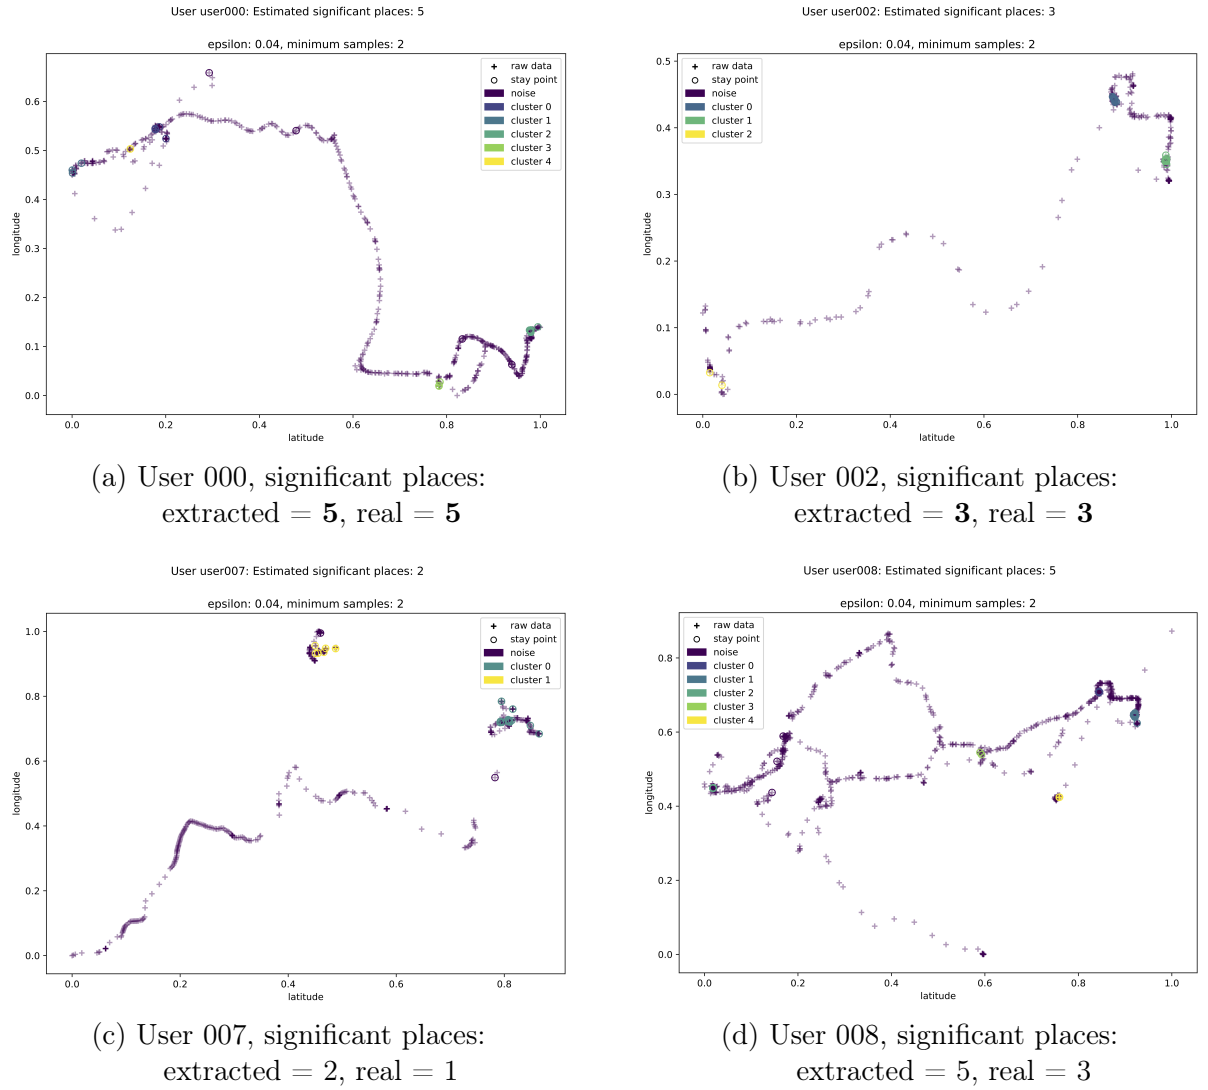 User user000: Estimated significant places: 5
epsilon: 0.04, minimum samples: 2
raw data
stay point
noise
cluster 0
cluster 1
cluster 2
cluster 3
cluster 4
0.6
0.5
0.4
0.3
0.2
0.1
0.0
longitude
0.0 0.2 0.4 0.6 0.8 1.0
latitude
(a) User 000, significant places:
extracted = 5, real = 5
User user002: Estimated significant places: 3
epsilon: 0.04, minimum samples: 2
raw data
stay point
noise
cluster 0
cluster 1
cluster 2
0.5
0.4
0.3
0.2
0.1
0.0
longitude
0.0 0.2 0.4 0.6 0.8 1.0
latitude
(b) User 002, significant places:
extracted = 3, real = 3
User user007: Estimated significant places: 2
epsilon: 0.04, minimum samples: 2
raw data
stay point
noise
cluster 0
cluster 1
1.0
0.8
0.6
0.4
0.2
0.0
longitude
0.0 0.2 0.4 0.6 0.8
latitude
(c) User 007, significant places:
extracted = 2, real = 1
User user008: Estimated significant places: 5
epsilon: 0.04, minimum samples: 2
raw data
stay point
noise
cluster 0
cluster 1
cluster 2
cluster 3
cluster 4
0.8
0.6
0.4
0.2
0.0
longitude
0.0 0.2 0.4 0.6 0.8 1.0
latitude
(d) User 008, significant places:
extracted = 5, real = 3